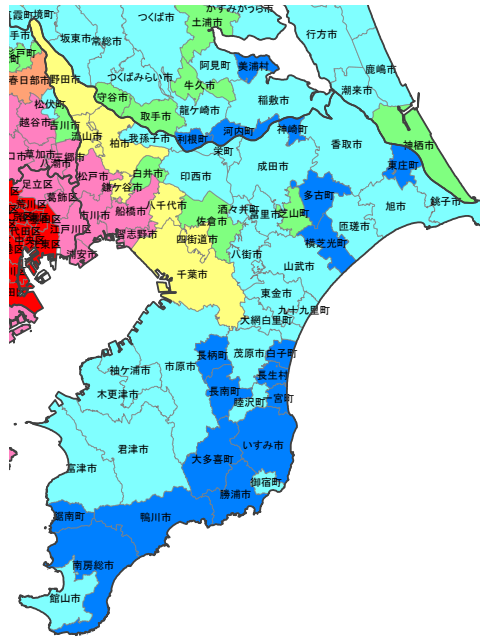 かすみがうら市
五霞町境町
つくば市
土浦市
坂東市
常総市
行方市
杉戸町
阿見町
美浦村
鹿嶋市
春日部市
野田市
つくばみらい市
牛久市
潮来市
松伏町
守谷市
稲敷市
越谷市
吉川市
取手市
龍ケ崎市
流山市
柏市
我孫子市
利根町
河内町
神崎町
香取市
神栖市
草加市
八潮市
三郷市
栄町
松戸市
白井市
印西市
成田市
東庄町
足立区
鎌ケ谷市
葛飾区
多古町
銚子市
荒川区
市川市
船橋市
八千代市
酒々井町
富里市
芝山町
旭市
江戸川区
習志野市
佐倉市
匝瑳市
四街道市
横芝光町
浦安市
八街市
千葉市
山武市
東金市
九十九里町
大網白里町
長柄町
茂原市
白子町
袖ケ浦市
市原市
長生村
木更津市
長南町
睦沢町
一宮町
君津市
いすみ市
富津市
大多喜町
御宿町
勝浦市
鋸南町
鴨川市
南房総市
館山市